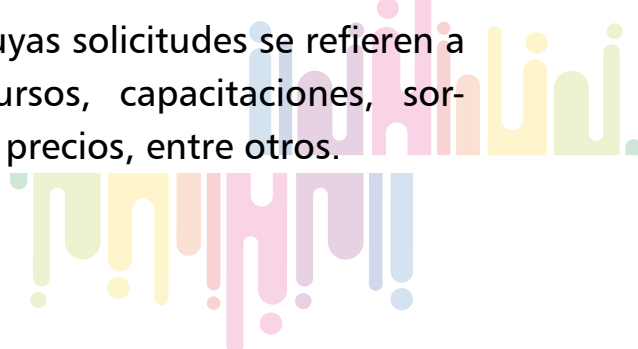 uyas solicitudes se refieren a
ursos, capacitaciones, sor-
precios, entre otros.